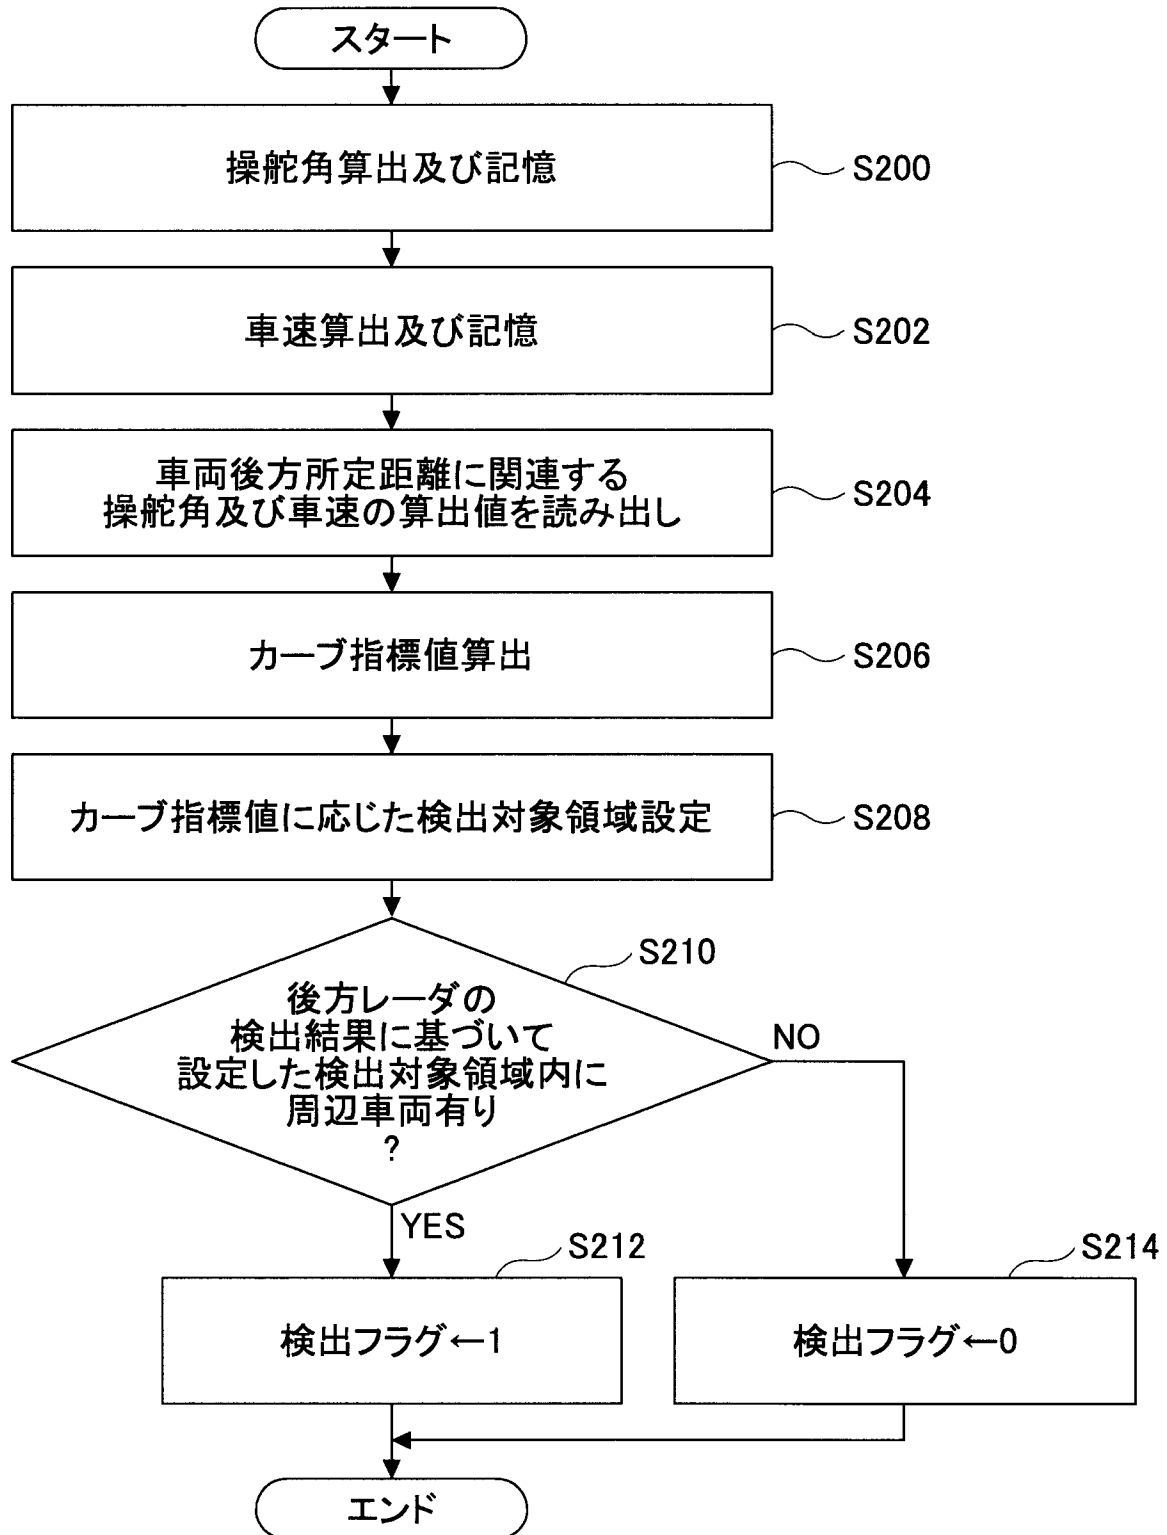 スタート
操舵角算出及び記憶
S200
車速算出及び記憶
S202
車両後方所定距離に関連する
操舵角及び車速の算出値を読み出し
S204
カーブ指標値算出
S206
カーブ指標値に応じた検出対象領域設定
S208
S210
後方レーダの
検出結果に基づいて
設定した検出対象領域内に
周辺車両有り
?
NO
YES
S212
検出フラグ←1
S214
検出フラグ←0
エンド